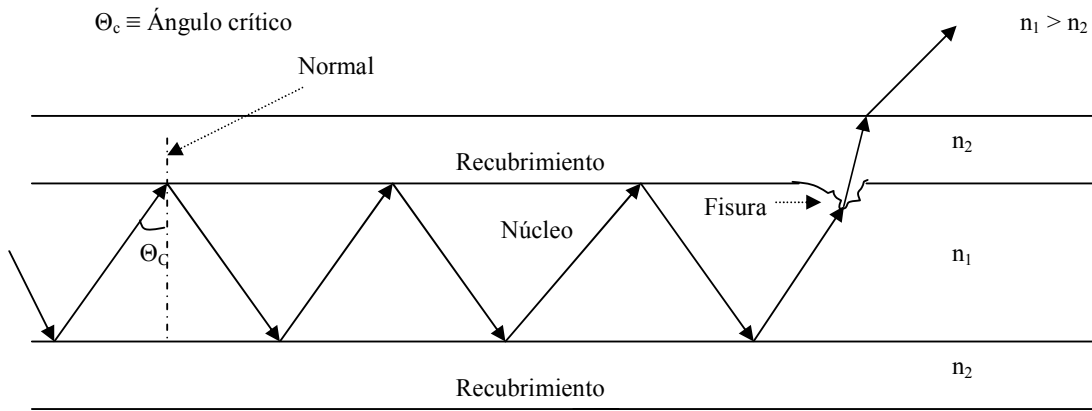 Θc ≡ Ángulo crítico
n1 > n2
Normal
n2
Recubrimiento
Fisura
Núcleo
ΘC
n1
n2
Recubrimiento